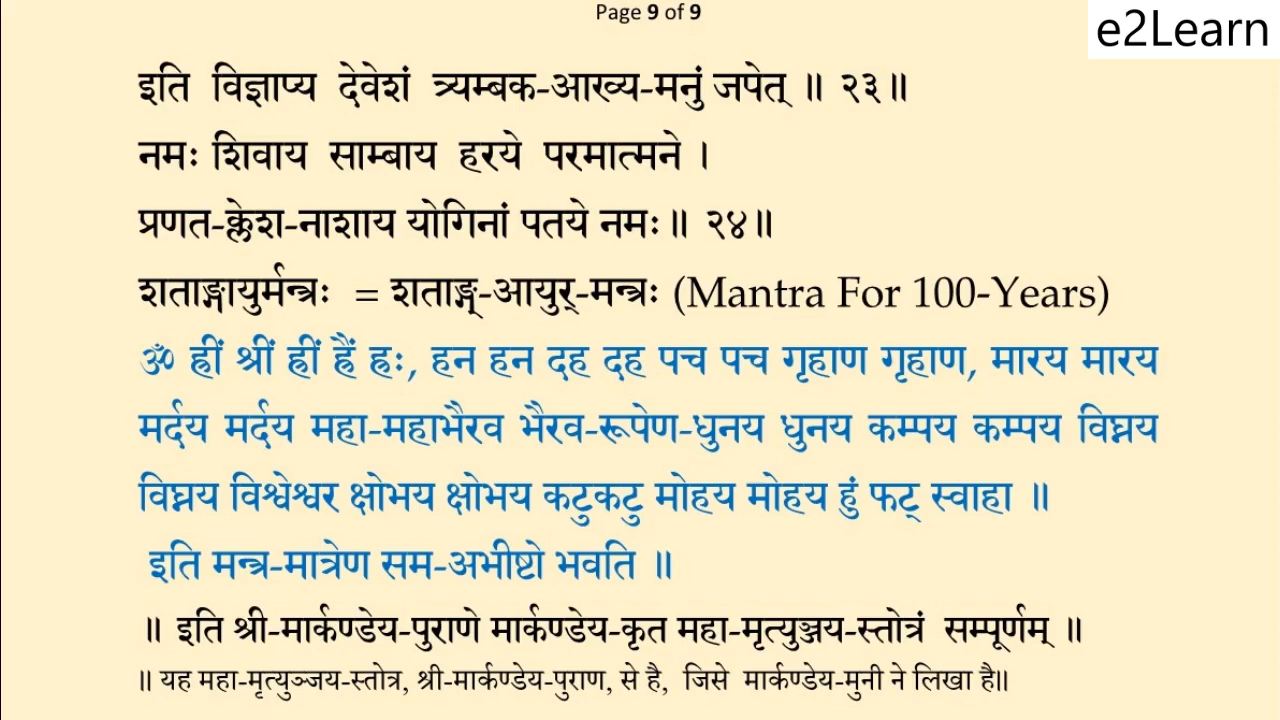 Page 9 of 9
e2Learn
इति विज्ञाप्य देवेशं त्र्यम्बक-आख्य-मनुं जपेत् ॥ २३॥
नमः शिवाय साम्बाय हरये परमात्मने ।
प्रणत-क्लेश-नाशाय योगिनां पतये नमः॥ २४॥
शताङ्गायुर्मन्त्रः = शताङ्ग्-आयुर्-मन्त्रः (Mantra For 100-Years)
ॐ ह्रीं श्रीं ह्रीं ह्रैं ह्रः, हन हन दह दह पच पच गृहाण गृहाण, मारय मारय
मर्दय मर्दय महा-महाभैरव भैरव-रूपेण-धुनय धुनय कम्पय कम्पय विघ्नय
विघ्नय विश्वेश्वर क्षोभय क्षोभय कटुकटु मोहय मोहय हुं फट् स्वाहा ॥
इति मन्त्र-मात्रेण सम-अभीष्टो भवति ॥
॥ इति श्री-मार्कण्डेय-पुराणे मार्कण्डेय-कृत महा-मृत्युञ्जय-स्तोत्रं सम्पूर्णम् ॥
॥ यह महा-मृत्युञ्जय-स्तोत्र, श्री-मार्कण्डेय-पुराण, से है, जिसे मार्कण्डेय-मुनी ने लिखा है॥